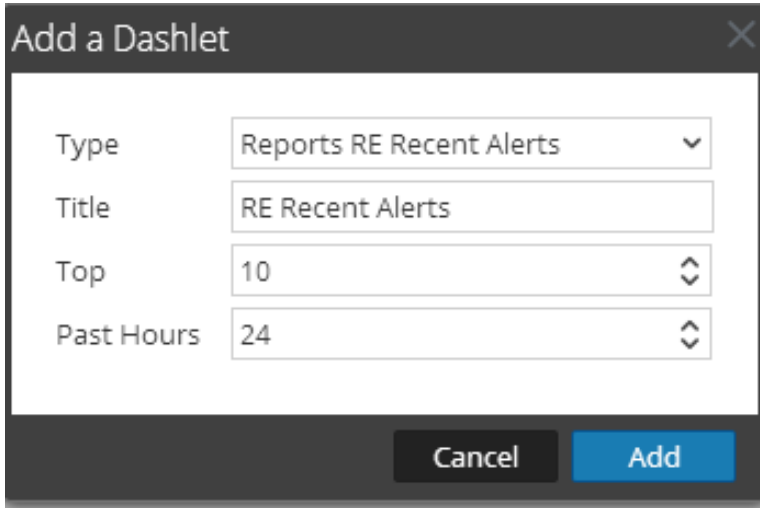 Add a Dashlet
Type Reports RE Recent Alerts
Title RE Recent Alerts
Top 10
Past Hours 24
Cancel Add